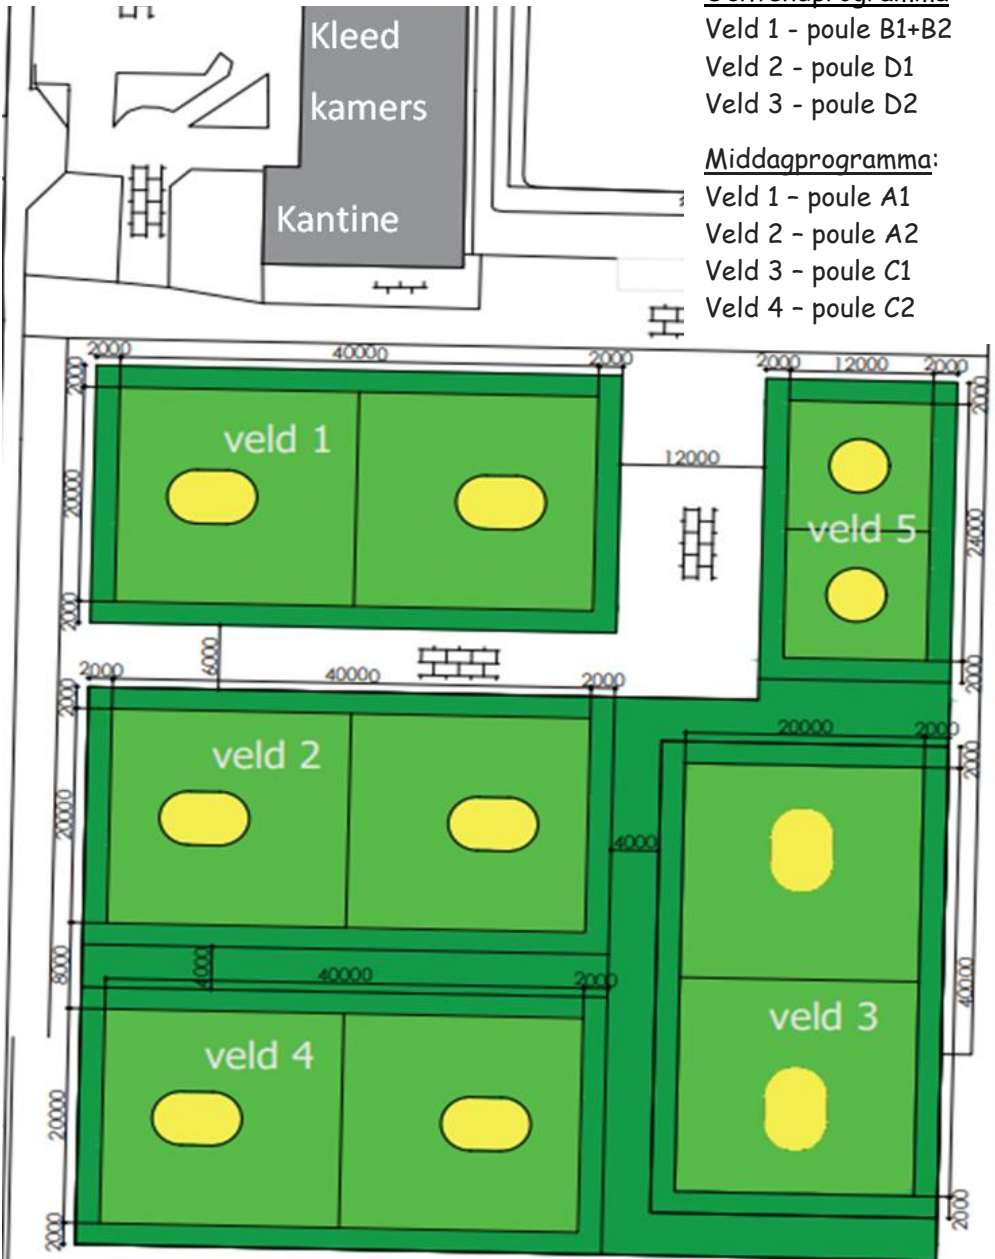 Veld 1 - poule B1+B2
Veld 2 - poule D1
Veld 3 - poule D2
Middagprogramma:
Veld 1 – poule A1
Veld 2 – poule A2
Veld 3 – poule C1
Veld 4 – poule C2
Kleed
kamers
Kantine
2000
40000
2000
2000
12000
2000
2000
2000
veld 1
12000
20000
veld 5
24000
2000
6000
2000
2000
40000
2000
2000
20000
2000
2000
veld 2
20000
4000
8000
4000
40000
2000
40000
veld 3
veld 4
20000
2000
2000